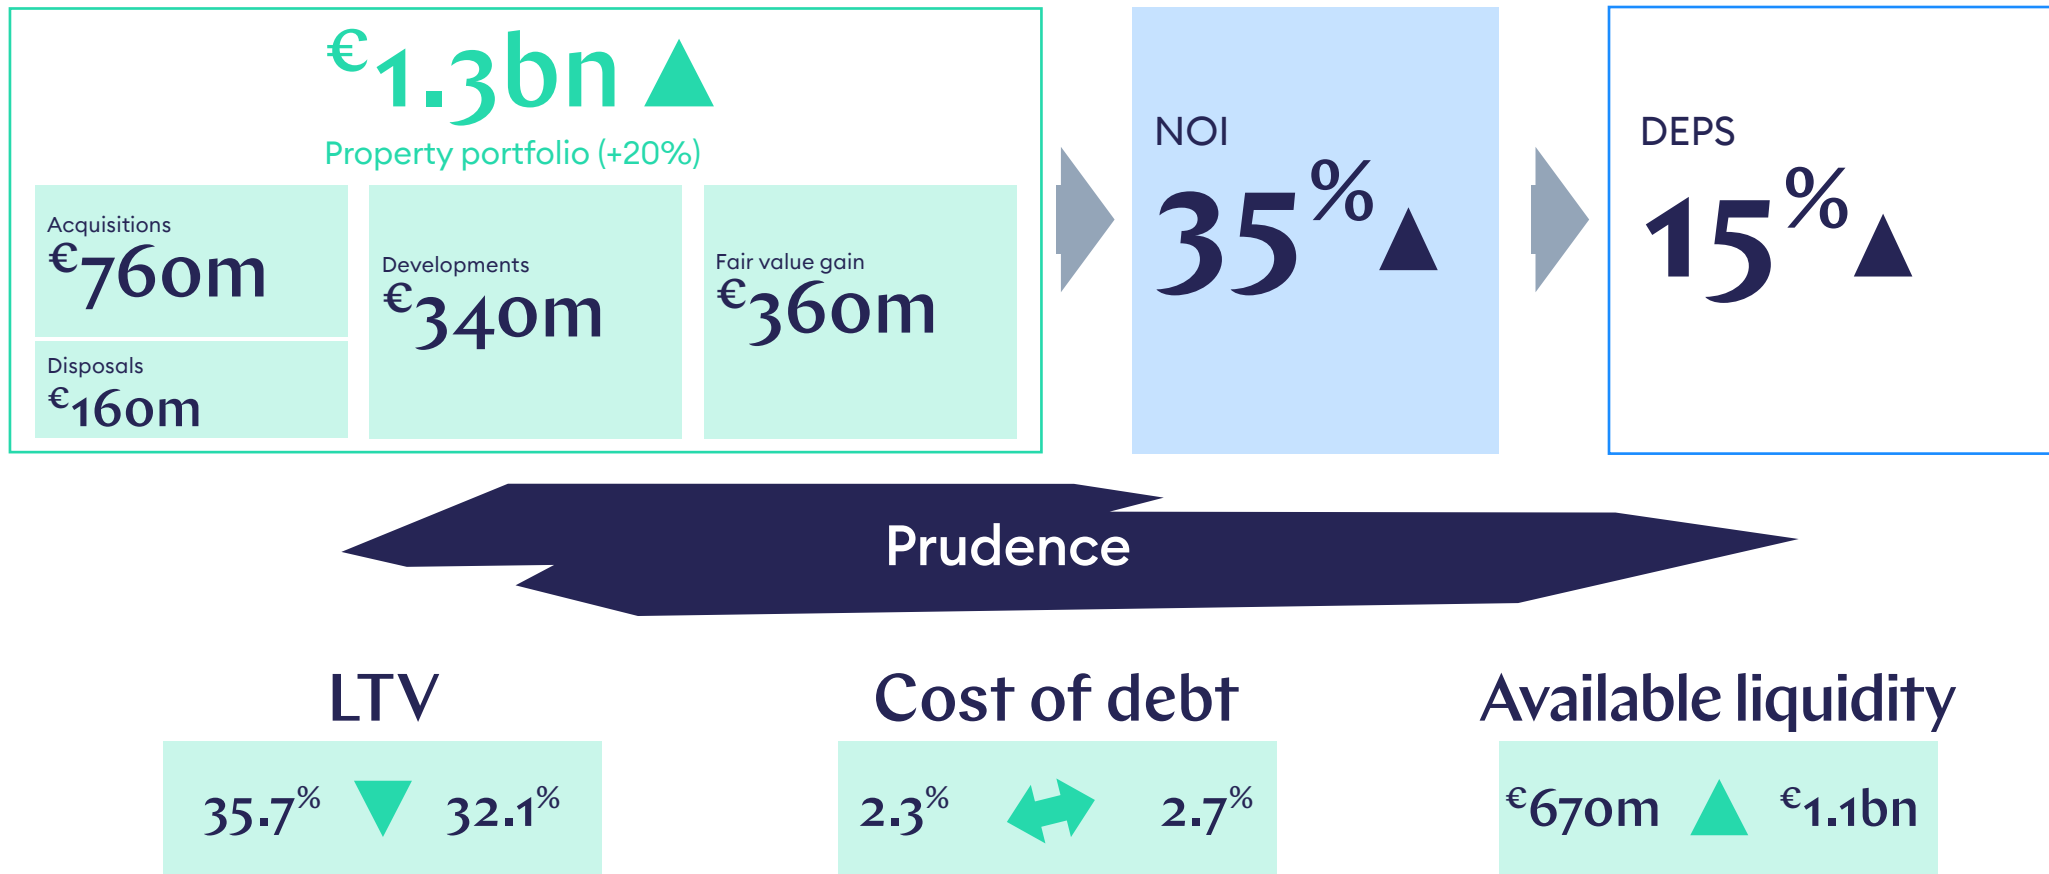 €1.3bn
Property portfolio (+20%)
Acquisitions
€760m
Disposals
€160m
Developments
€340m
Fair value gain
€360m
NOI
35%
DEPS
15%
Prudence
LTV
35.7% 32.1%
Cost of debt
2.3% 2.7%
Available liquidity
€670m €1.1bn